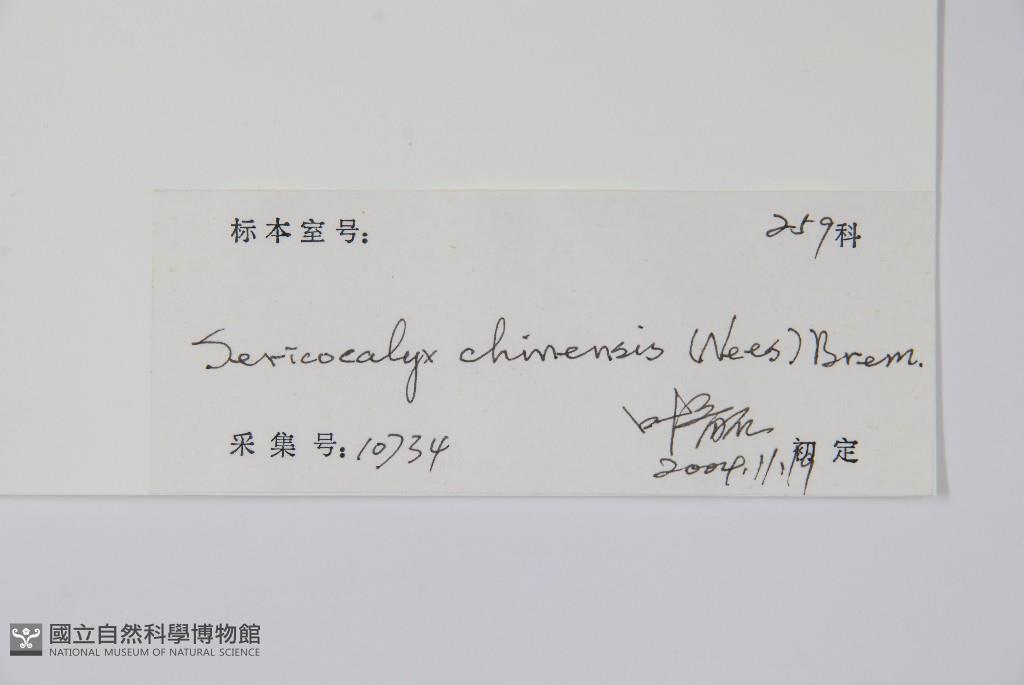 标本室号: 259科
Sericocalyx chinensis (Nees) Brem.
采集号: 10734
2004.11.19 初定
國立自然科學博物館
NATIONAL MUSEUM OF NATURAL SCIENCE